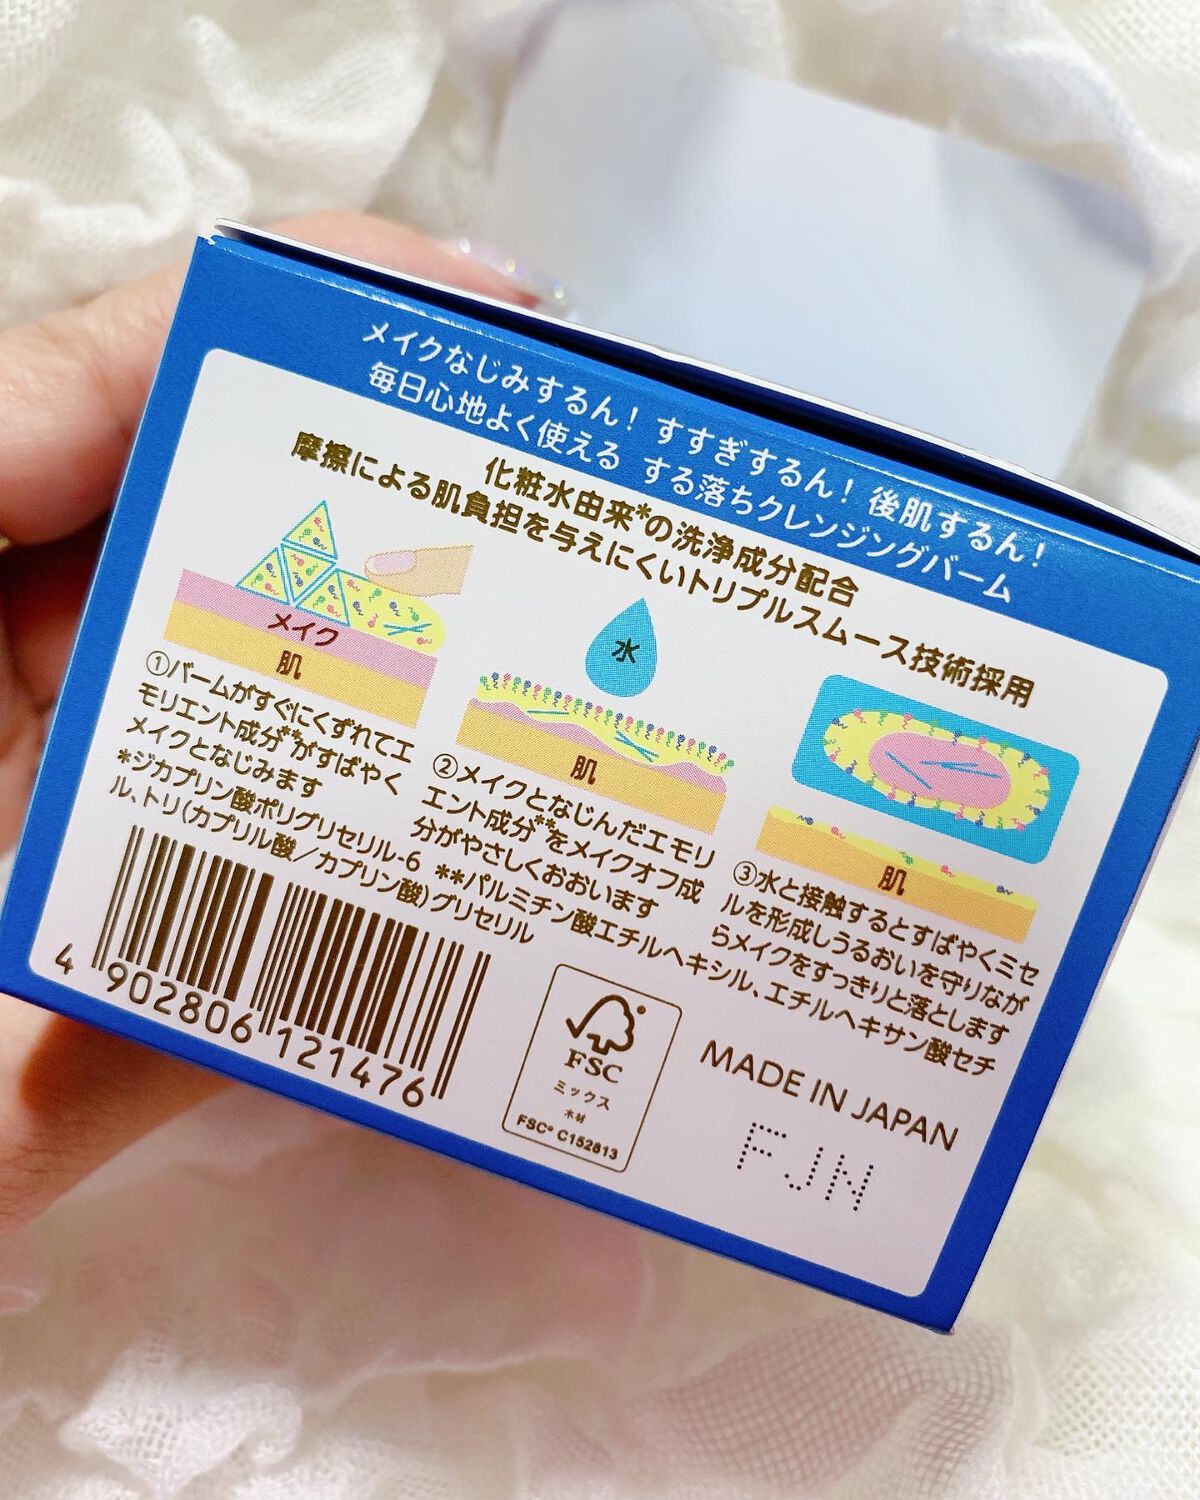 メイクなじみするん！ すすぎするん！ 後肌するん！
毎日心地よく使える する落ちクレンジングバーム
化粧水由来*の洗浄成分配合
摩擦による肌負担を与えにくいトリプルスムース技術採用
メイク
肌
①バームがすぐにくずれてエ
モリエント成分**がすばやく
メイクとなじみます
水
肌
②メイクとなじんだエモリ
エント成分**をメイクオフ成
分がやさしくおおいます
肌
③水と接触するとすばやくミセ
ルを形成しうるおいを守りなが
らメイクをすっきりと落とします
*ジカプリン酸ポリグリセリル-6 **パルミチン酸エチルヘキシル、エチルヘキサン酸セチ
ル、トリ(カプリル酸／カプリン酸)グリセリル
4 902806 121476
FSC
ミックス
木材
FSC® C152813
MADE IN JAPAN
FJN